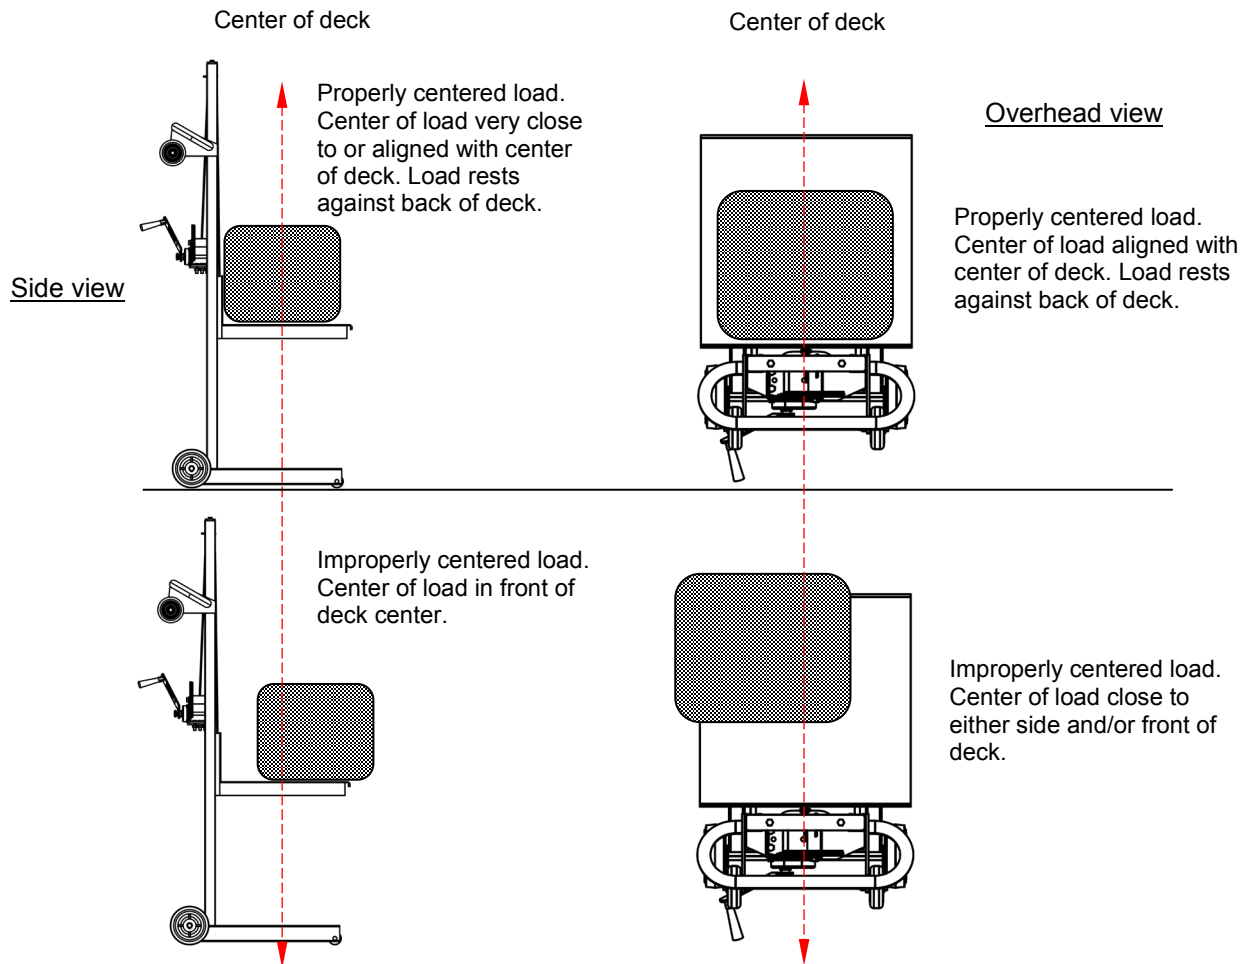 Center of deck
Center of deck
Properly centered load.
Center of load very close
to or aligned with center
of deck. Load rests
against back of deck.
Overhead view
Properly centered load.
Center of load aligned with
center of deck. Load rests
against back of deck.
Side view
Improperly centered load.
Center of load in front of
deck center.
Improperly centered load.
Center of load close to
either side and/or front of
deck.